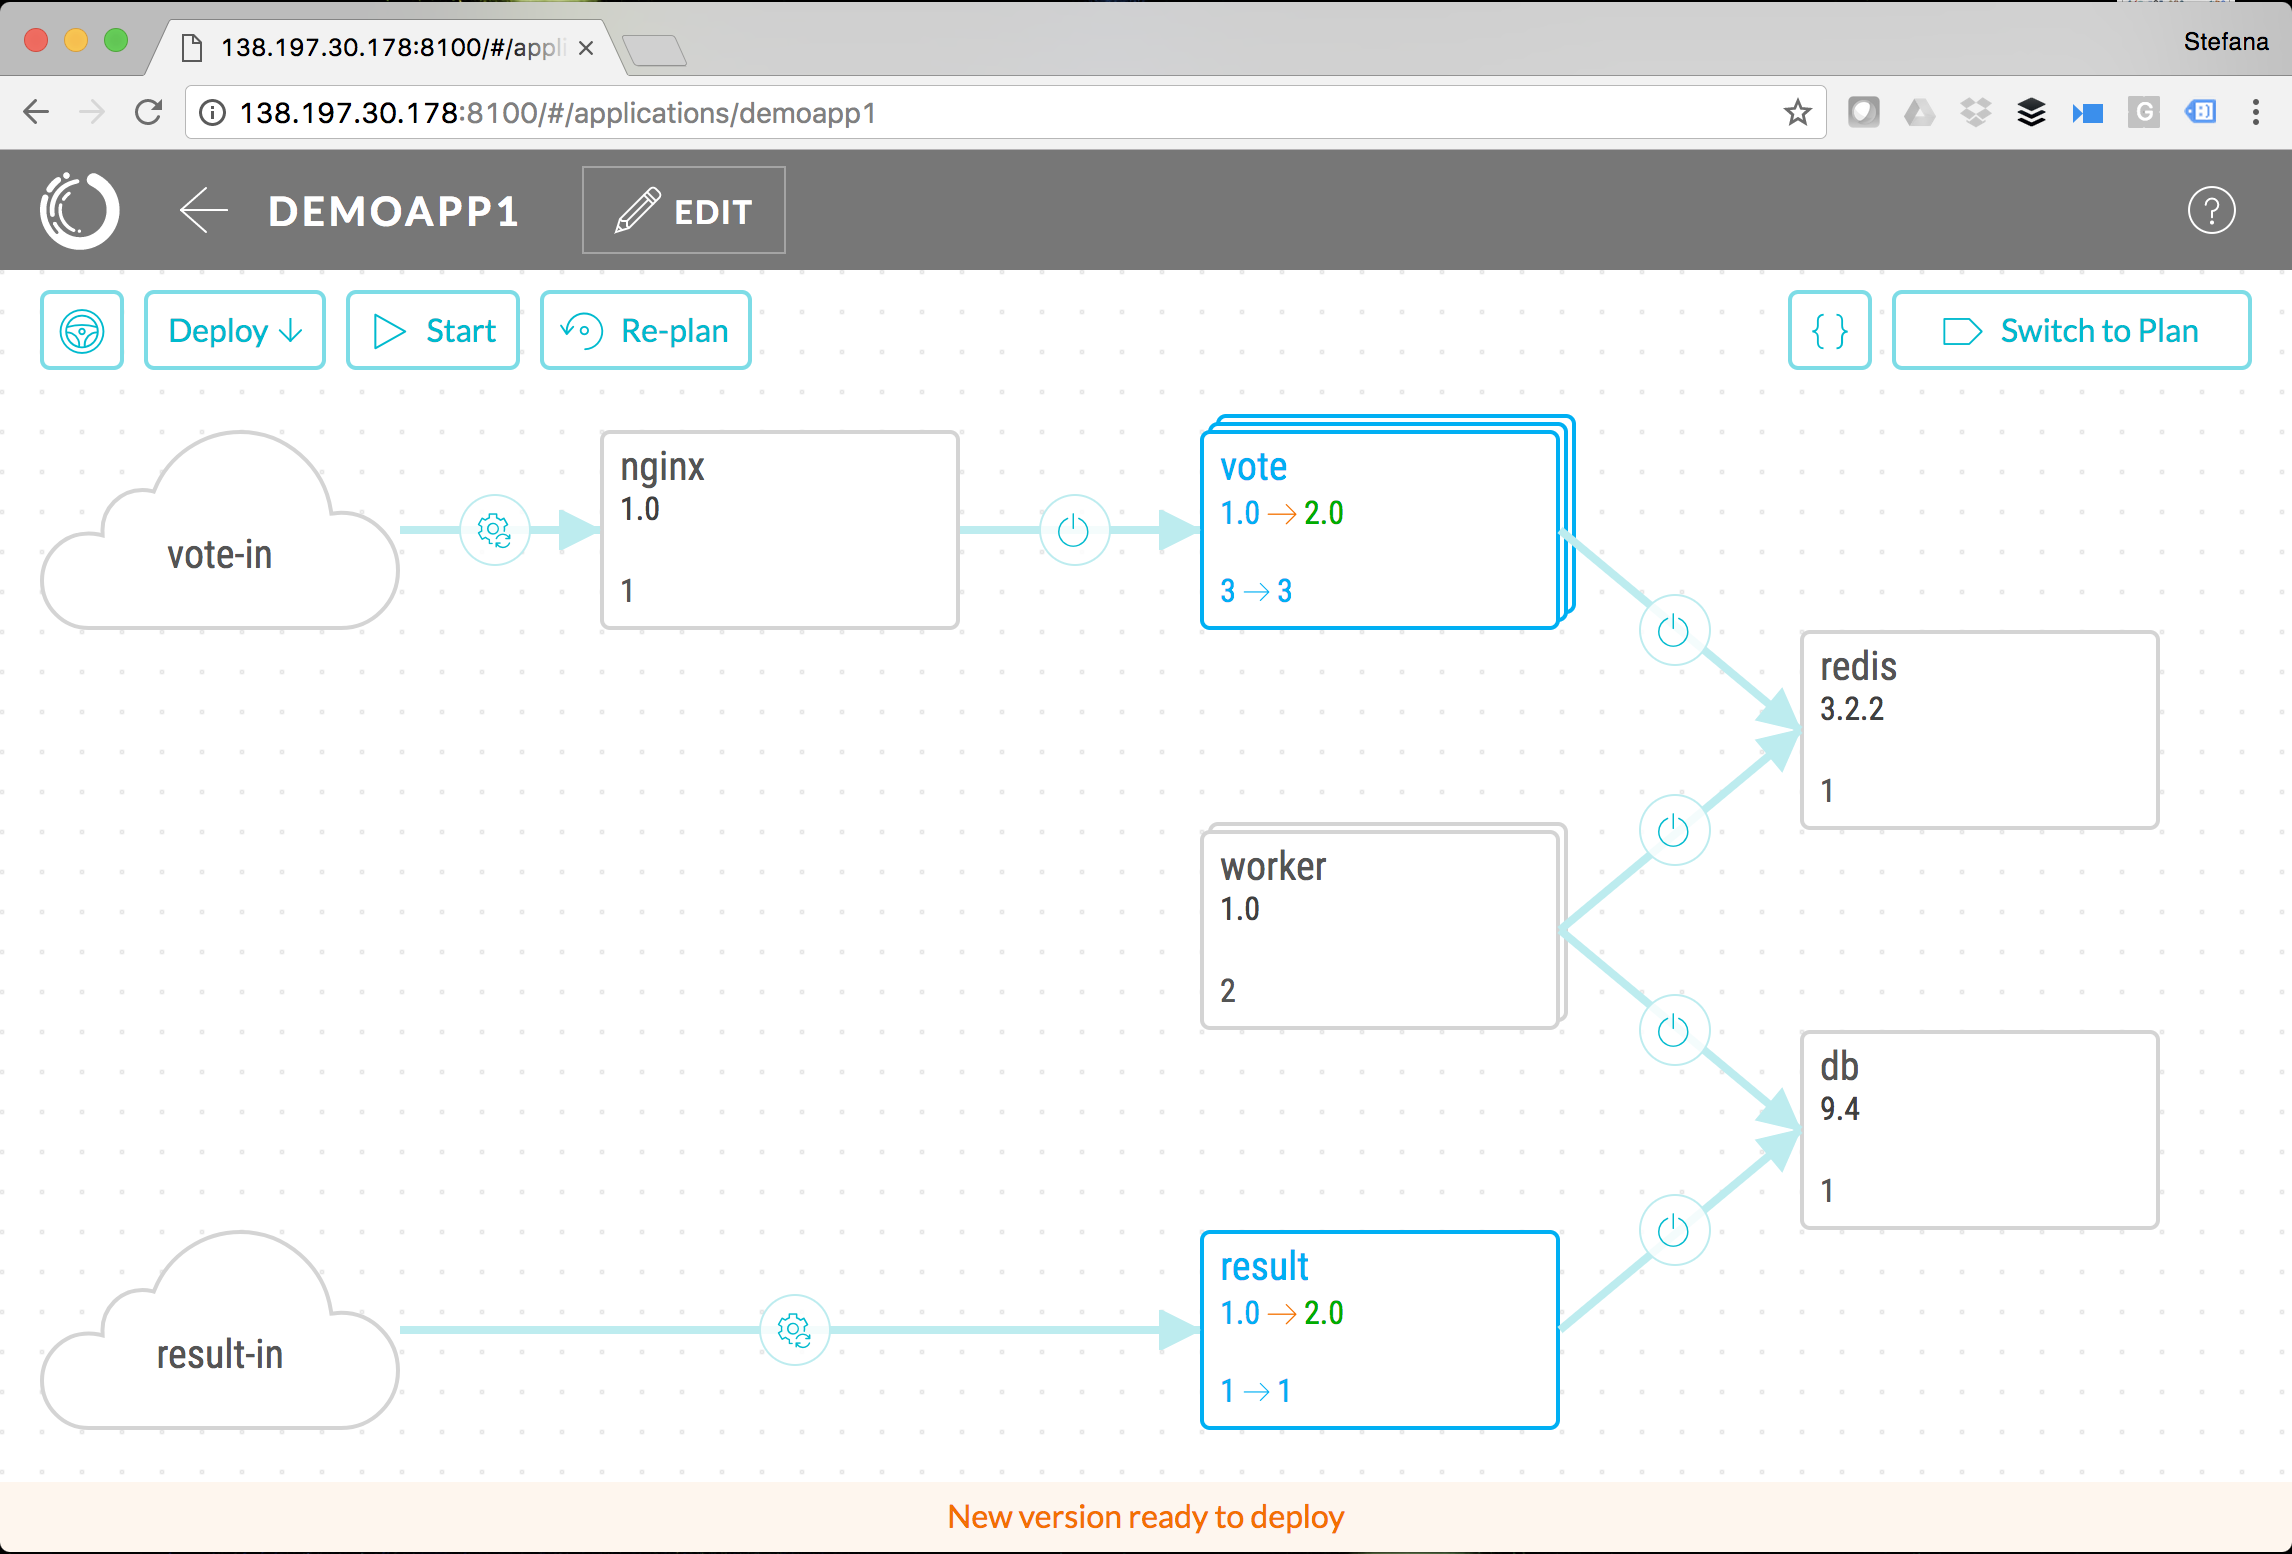 138.197.30.178:8100/#/appli
Stefana
138.197.30.178:8100/#/applications/demoapp1
G
DEMOAPP1
EDIT
?
Deploy
Start
Re-plan
{ }
Switch to Plan
vote-in
nginx
1.0
1
vote
1.0 → 2.0
3 → 3
redis
3.2.2
1
worker
1.0
2
db
9.4
1
result-in
result
1.0 → 2.0
1 → 1
New version ready to deploy